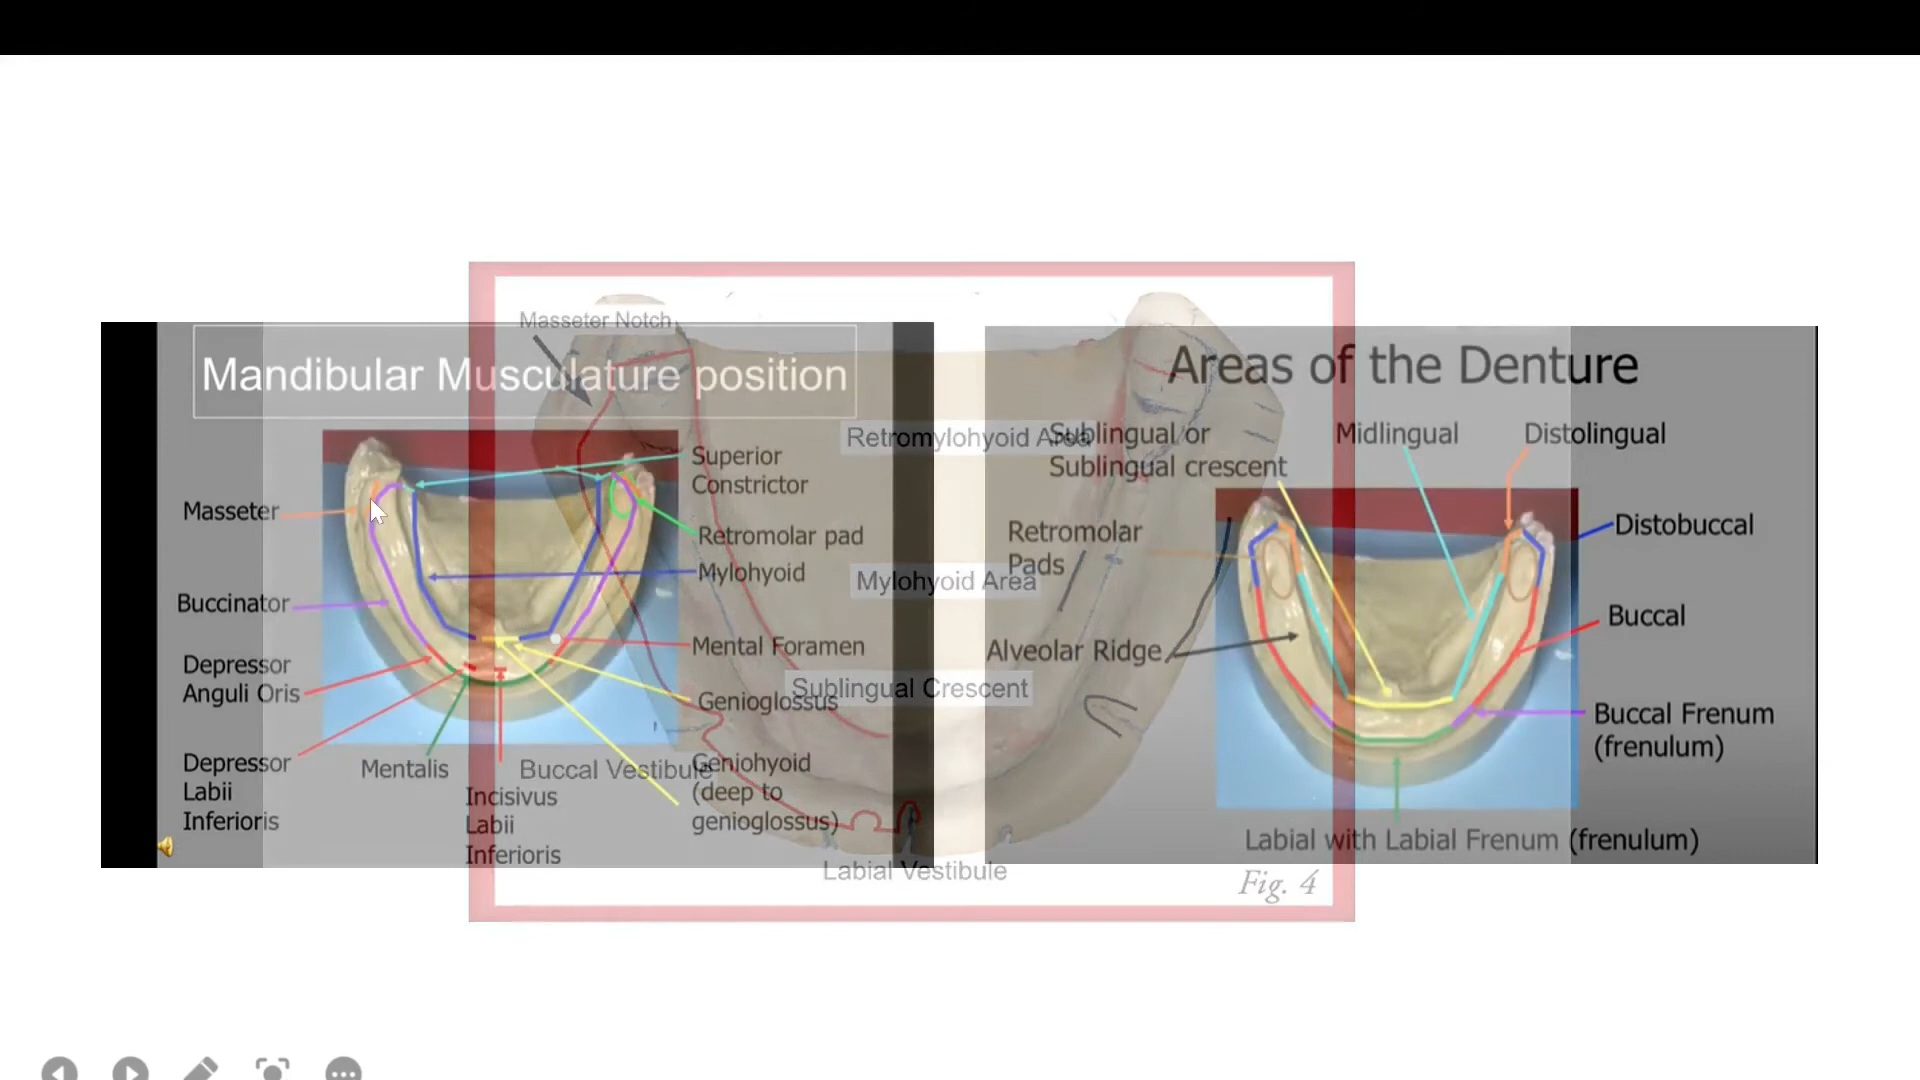 Mandibular Musculature position
Masseter
Buccinator
Depressor
Anguli Oris
Depressor
Labii
Inferioris
Mentalis
Incisivus
Labii
Inferioris
Superior
Constrictor
Retromolar pad
Mylohyoid
Mental Foramen
Genioglossus
Geniohyoid
(deep to
genioglossus)
Masseter Notch
Retromylohyoid Area
Mylohyoid Area
Sublingual Crescent
Buccal Vestibule
Labial Vestibule
Fig. 4
Areas of the Denture
Sublingual or
Sublingual crescent
Midlingual
Distolingual
Retromolar
Pads
Alveolar Ridge
Distobuccal
Buccal
Buccal Frenum
(frenulum)
Labial with Labial Frenum (frenulum)